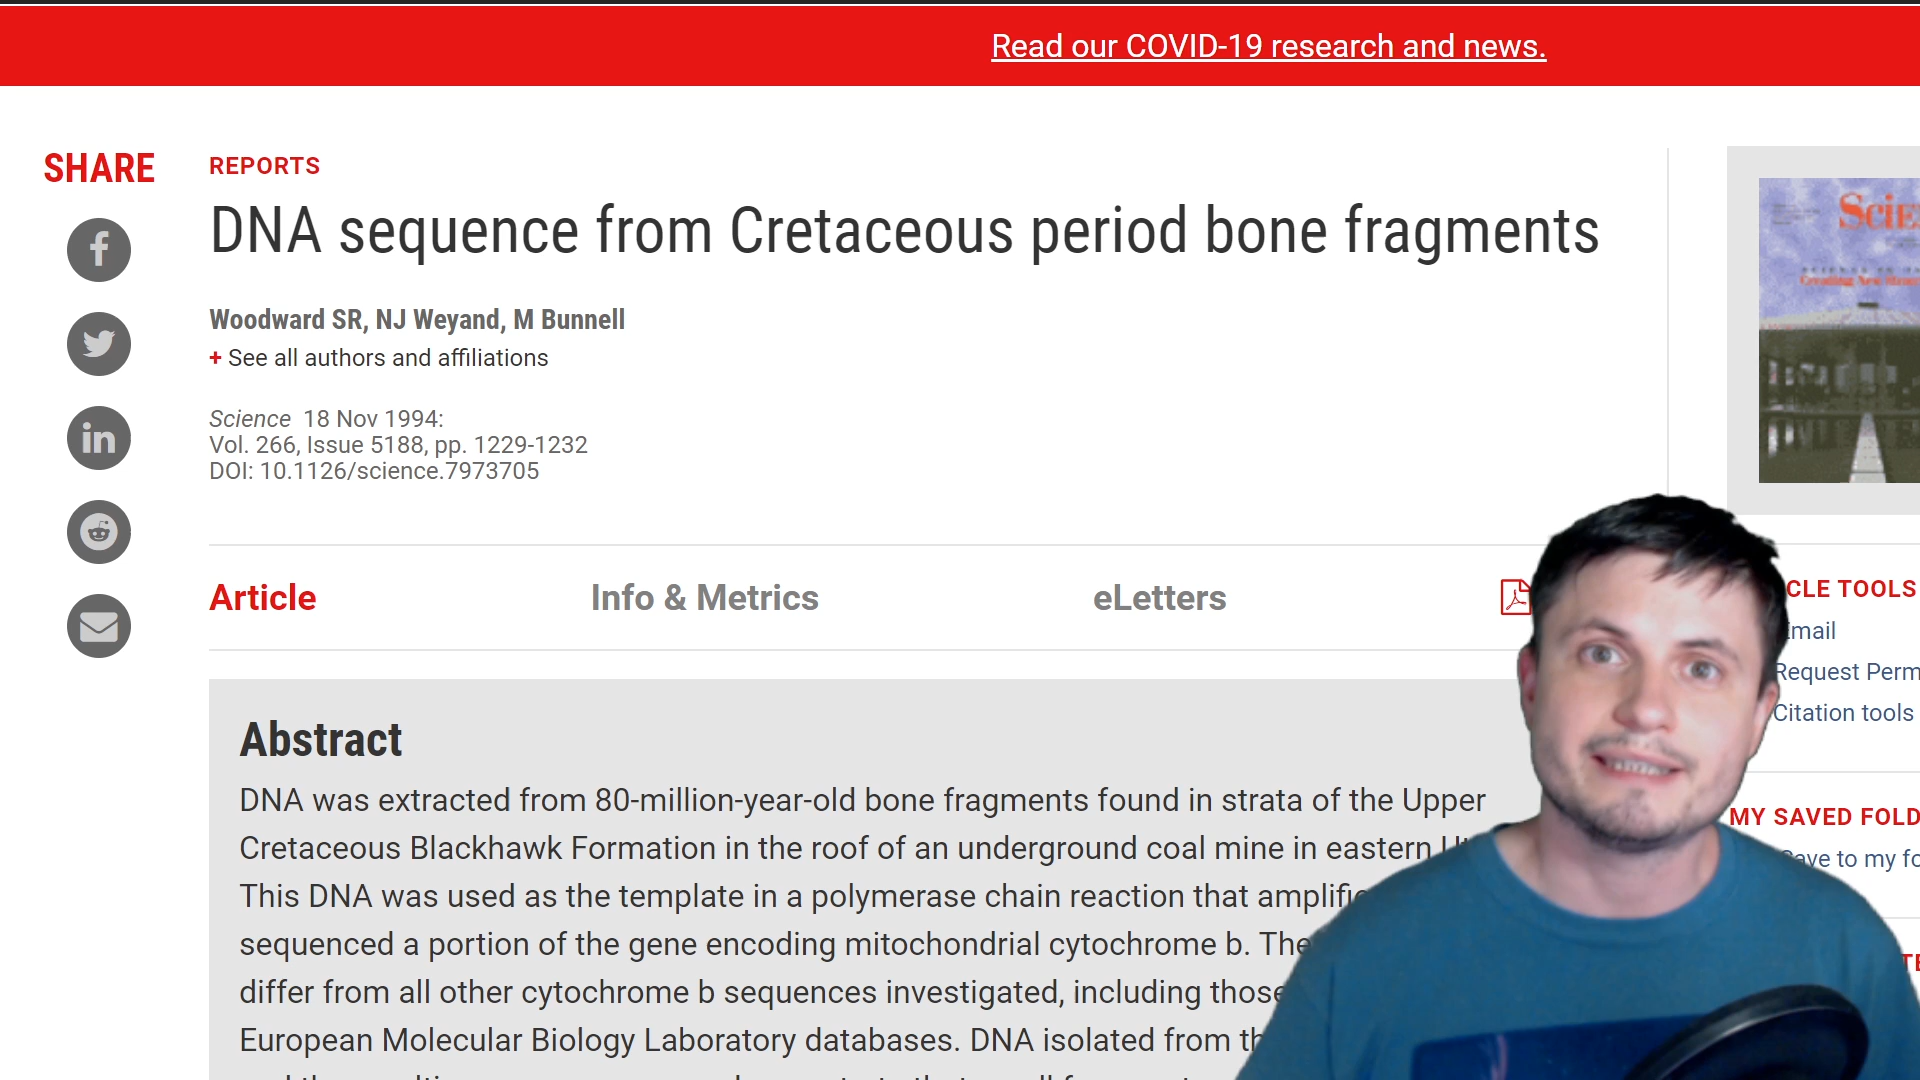 Read our COVID-19 research and news.
SHARE
REPORTS
DNA sequence from Cretaceous period bone fragments
Woodward SR, NJ Weyand, M Bunnell
+ See all authors and affiliations
Science 18 Nov 1994:
Vol. 266, Issue 5188, pp. 1229-1232
DOI: 10.1126/science.7973705
Article
Info & Metrics
eLetters
Abstract
DNA was extracted from 80-million-year-old bone fragments found in strata of the Upper
Cretaceous Blackhawk Formation in the roof of an underground coal mine in eastern
This DNA was used as the template in a polymerase chain reaction that
sequenced a portion of the gene encoding mitochondrial cytochrome b.
differ from all other cytochrome b sequences investigated, including those
European Molecular Biology Laboratory databases. DNA isolated from
CLE TOOLS
Email
Request Perm
Citation tools
MY SAVED FOLD
Save to my fo